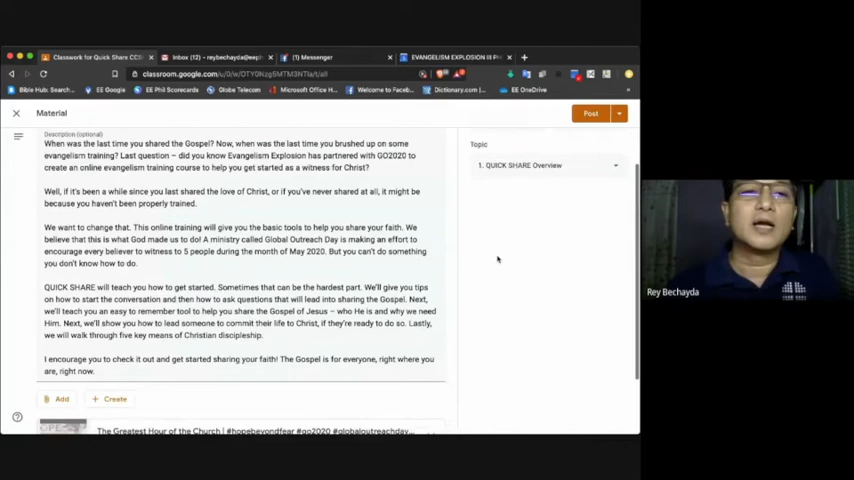 Classwork for Quick Share CCS
Inbox (12) - reybechayda@eeph
Messenger
EVANGELISM EXPLOSION III PH
classroom.google.com/u/0/w/OTY0Nzg5MTM3NTla/t/all
Bible Hub: Search...
EE Google
EE Phil Scorecards
Globe Telecom
Microsoft Office H...
Welcome to Faceb...
Dictionary.com |...
EE OneDrive
Material
Post
Description (optional)
When was the last time you shared the Gospel? Now, when was the last time you brushed up on some
evangelism training? Last question – did you know Evangelism Explosion has partnered with GO2020 to
create an online evangelism training course to help you get started as a witness for Christ?
Well, if it's been a while since you last shared the love of Christ, or if you've never shared at all, it might be
because you haven't been properly trained.
We want to change that. This online training will give you the basic tools to help you share your faith. We
believe that this is what God made us to do! A ministry called Global Outreach Day is making an effort to
encourage every believer to witness to 5 people during the month of May 2020. But you can't do something
you don't know how to do.
QUICK SHARE will teach you how to get started. Sometimes that can be the hardest part. We'll give you tips
on how to start the conversation and then how to ask questions that will lead into sharing the Gospel. Next,
we'll teach you an easy to remember tool to help you share the Gospel of Jesus – who He is and why we need
Him. Next, we'll show you how to lead someone to commit their life to Christ, if they're ready to do so. Lastly,
we will walk through five key means of Christian discipleship.
I encourage you to check it out and get started sharing your faith! The Gospel is for everyone, right where you
are, right now.
Add
Create
The Greatest Hour of the Church | #hopebeyondfear #go2020 #globaloutreachday...
Topic
1. QUICK SHARE Overview
Rey Bechayda